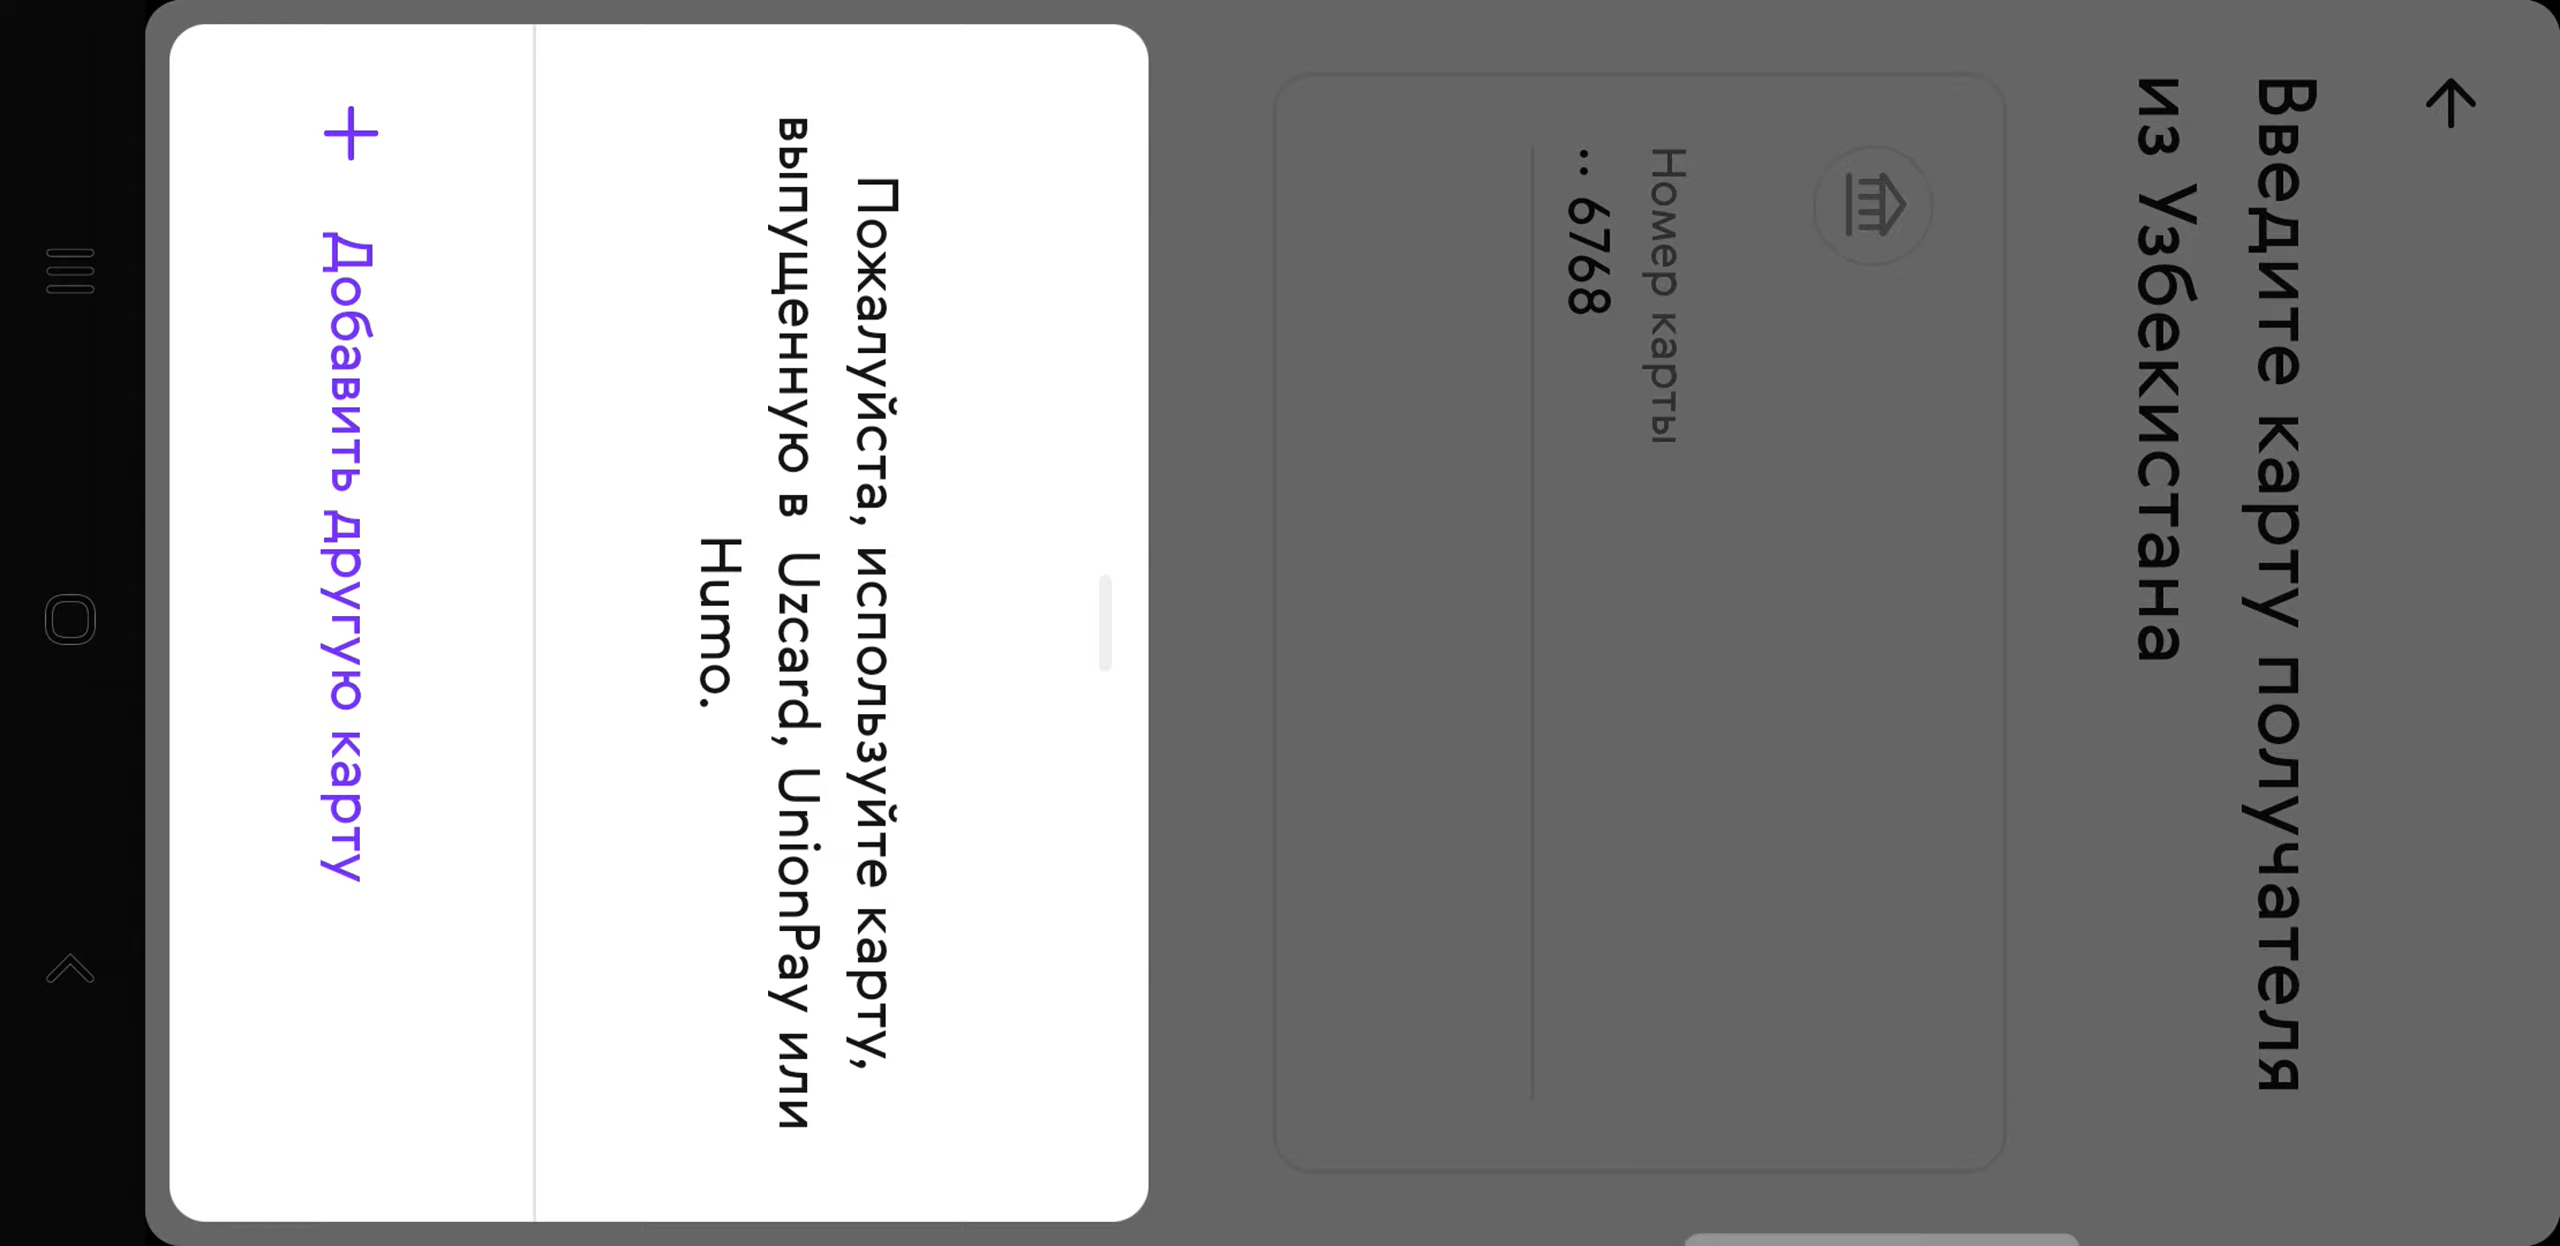 Введите карту получателя
из Узбекистана
Номер карты
·· 6768
Пожалуйста, используйте карту,
выпущенную в Uzcard, UnionPay или
Humo.
Добавить другую карту